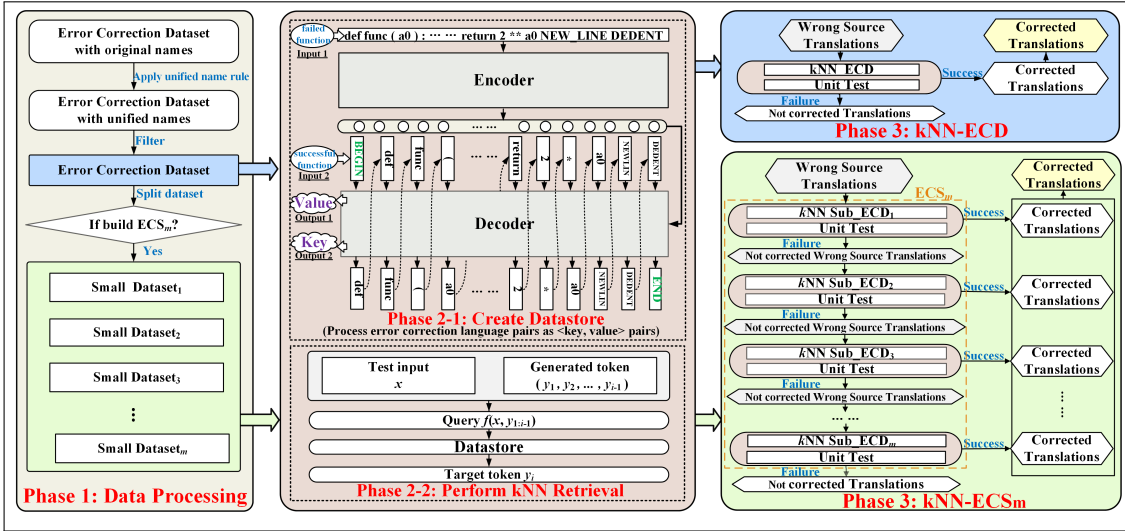 Error Correction Dataset
with original names
Apply unified name rule
Error Correction Dataset
with unified names
Filter
Error Correction Dataset
Split dataset
If build ECSm?
Yes
Small Dataset1
Small Dataset2
Small Dataset3
...
Small Datasetm
Phase 1: Data Processing
failed
function
Input 1
def func ( a0 ) : ··· ··· return 2 ** a0 NEW_LINE DEDENT
Encoder
... ...
successful
function
Input 2
BEGIN
def
func
(
... ...
return
2
*
a0
NEWLIN
DEDENT
Value
Output 1
Key
Output 2
Decoder
def
func
(
a0
... ...
2
*
a0
NEWLIN
DEDENT
END
Phase 2-1: Create Datastore
(Process error correction language pairs as <key, value> pairs)
Test input
x
Generated token
( y1, y2, ... , yi-1)
Query f(x, y1:i-1)
Datastore
Target token yi
Phase 2-2: Perform kNN Retrieval
Wrong Source
Translations
Corrected
Translations
kNN_ECD
Unit Test
Success
Corrected
Translations
Failure
Not corrected Translations
Phase 3: kNN-ECD
Wrong Source
Translations
Corrected
Translations
ECSm
kNN Sub_ECD1
Unit Test
Success
Corrected
Translations
Failure
Not corrected Wrong Source Translations
kNN Sub_ECD2
Unit Test
Success
Corrected
Translations
Failure
Not corrected Wrong Source Translations
kNN Sub_ECD3
Unit Test
Success
Corrected
Translations
Failure
Not corrected Wrong Source Translations
... ...
... ...
kNN Sub_ECDm
Unit Test
Success
Corrected
Translations
Failure
Not corrected Translations
Phase 3: kNN-ECSm